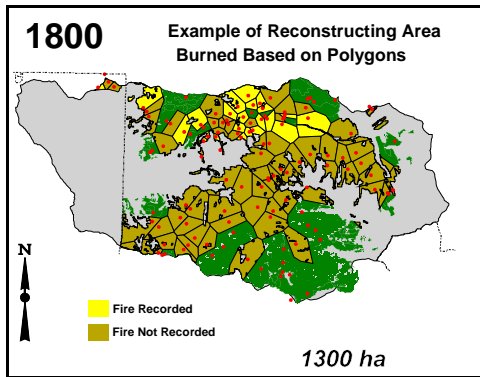 1800
Example of Reconstructing Area
Burned Based on Polygons
N
Fire Recorded
Fire Not Recorded
1300 ha